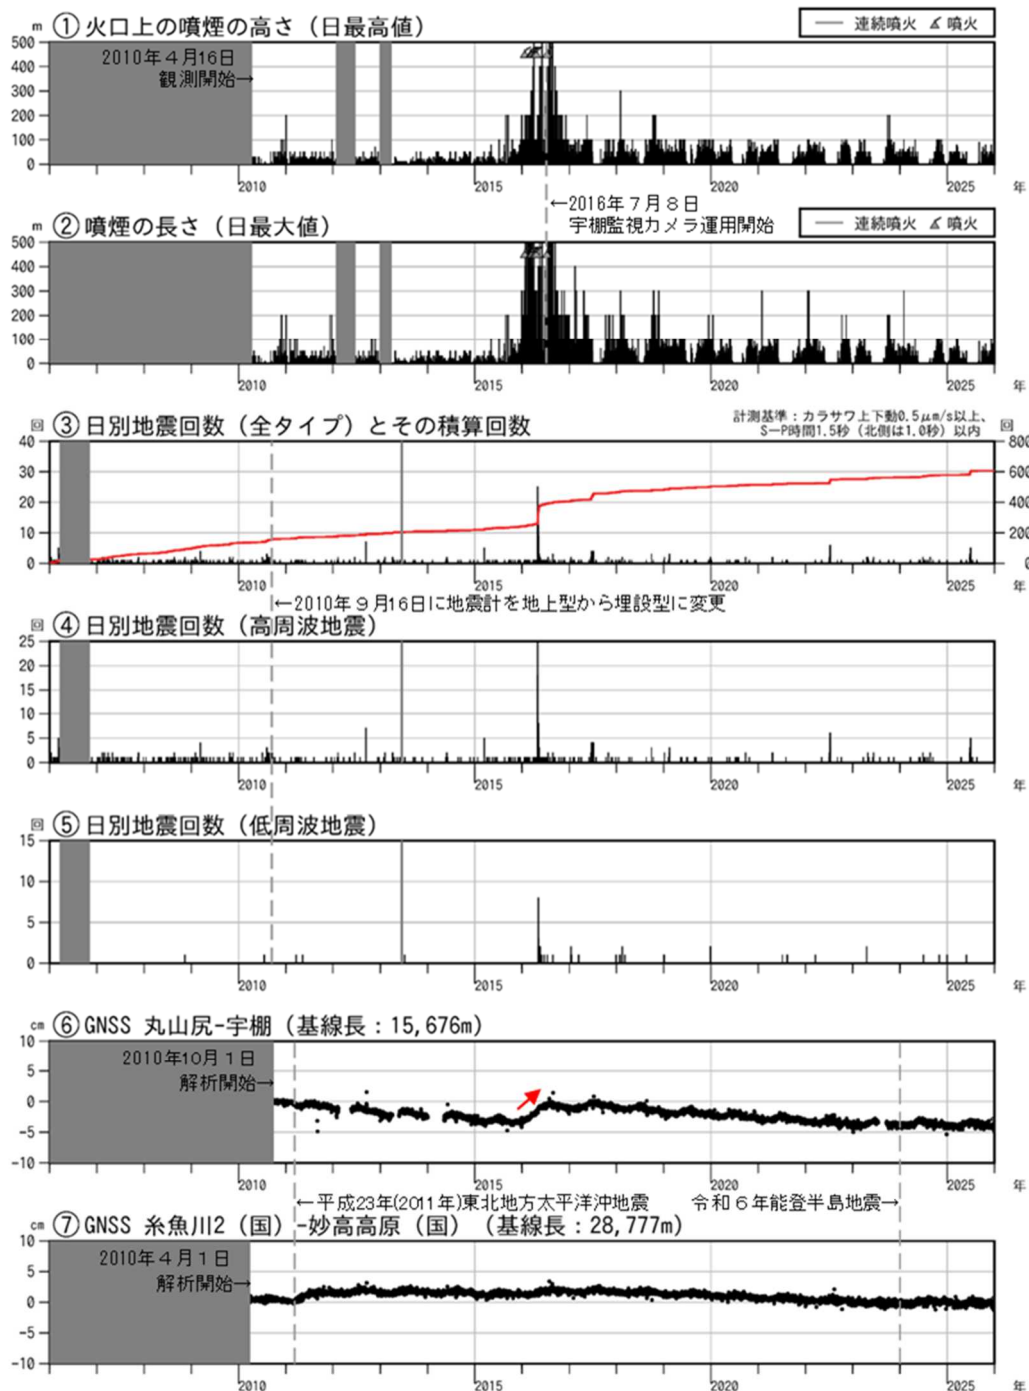 ① 火口上の噴煙の高さ（日最高値）
― 連続噴火 噴火
m
500
400
300
200
100
0
2010年４月16日
観測開始→
2010 2015 2020 2025 年
←2016年７月８日
宇棚監視カメラ運用開始
② 噴煙の長さ（日最大値）
― 連続噴火 噴火
m
500
400
300
200
100
0
2010 2015 2020 2025 年
③ 日別地震回数（全タイプ）とその積算回数
計測基準：カラサワ上下動0.5μm/s以上、
S－P時間1.5秒（北側は1.0秒）以内
回 回
40 800
30 600
20 400
10 200
0 0
2010 2015 2020 2025
←2010年９月16日に地震計を地上型から埋設型に変更
④ 日別地震回数（高周波地震）
回
25
20
15
10
5
0
2010 2015 2020 2025 年
⑤ 日別地震回数（低周波地震）
回
15
10
5
0
2010 2015 2020 2025 年
⑥ GNSS 丸山尻-宇棚（基線長：15,676m）
cm
10
5
0
-5
-10
2010年10月１日
解析開始→
2010 2015 2020 2025 年
←平成23年(2011年)東北地方太平洋沖地震 令和６年能登半島地震→
⑦ GNSS 糸魚川2（国）-妙高高原（国）（基線長：28,777m）
cm
10
5
0
-5
-10
2010年４月１日
解析開始→
2010 2015 2020 2025 年